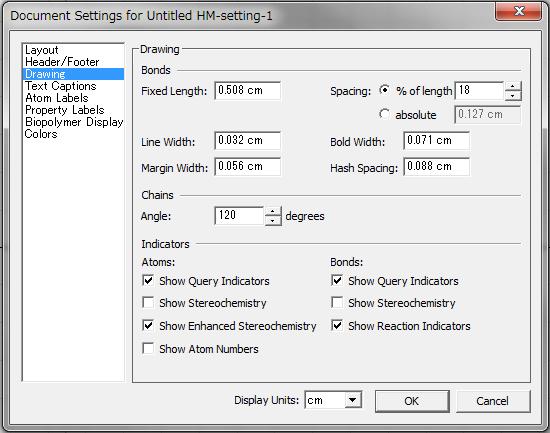 Document Settings for Untitled HM-setting-1
Layout
Header/Footer
Drawing
Text Captions
Atom Labels
Property Labels
Biopolymer Display
Colors
Drawing
Bonds
Fixed Length: 0.508 cm Spacing: % of length 18
absolute 0.127 cm
Line Width: 0.032 cm Bold Width: 0.071 cm
Margin Width: 0.056 cm Hash Spacing: 0.088 cm
Chains
Angle: 120 degrees
Indicators
Atoms: Bonds:
Show Query Indicators Show Query Indicators
Show Stereochemistry Show Stereochemistry
Show Enhanced Stereochemistry Show Reaction Indicators
Show Atom Numbers
Display Units: cm OK Cancel